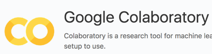 Google Colaboratory
Colaboratory is a research tool for machine lea
setup to use.